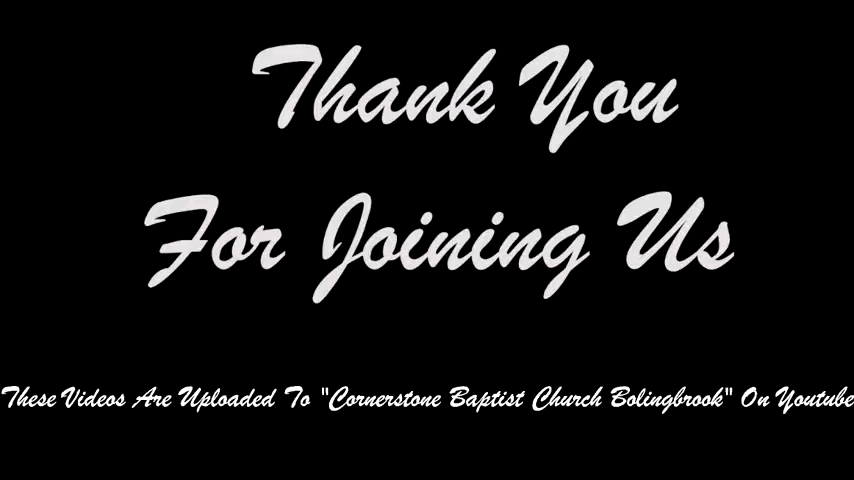 Thank You
For Joining Us
These Videos Are Uploaded To "Cornerstone Baptist Church Bolingbrook" On Youtube